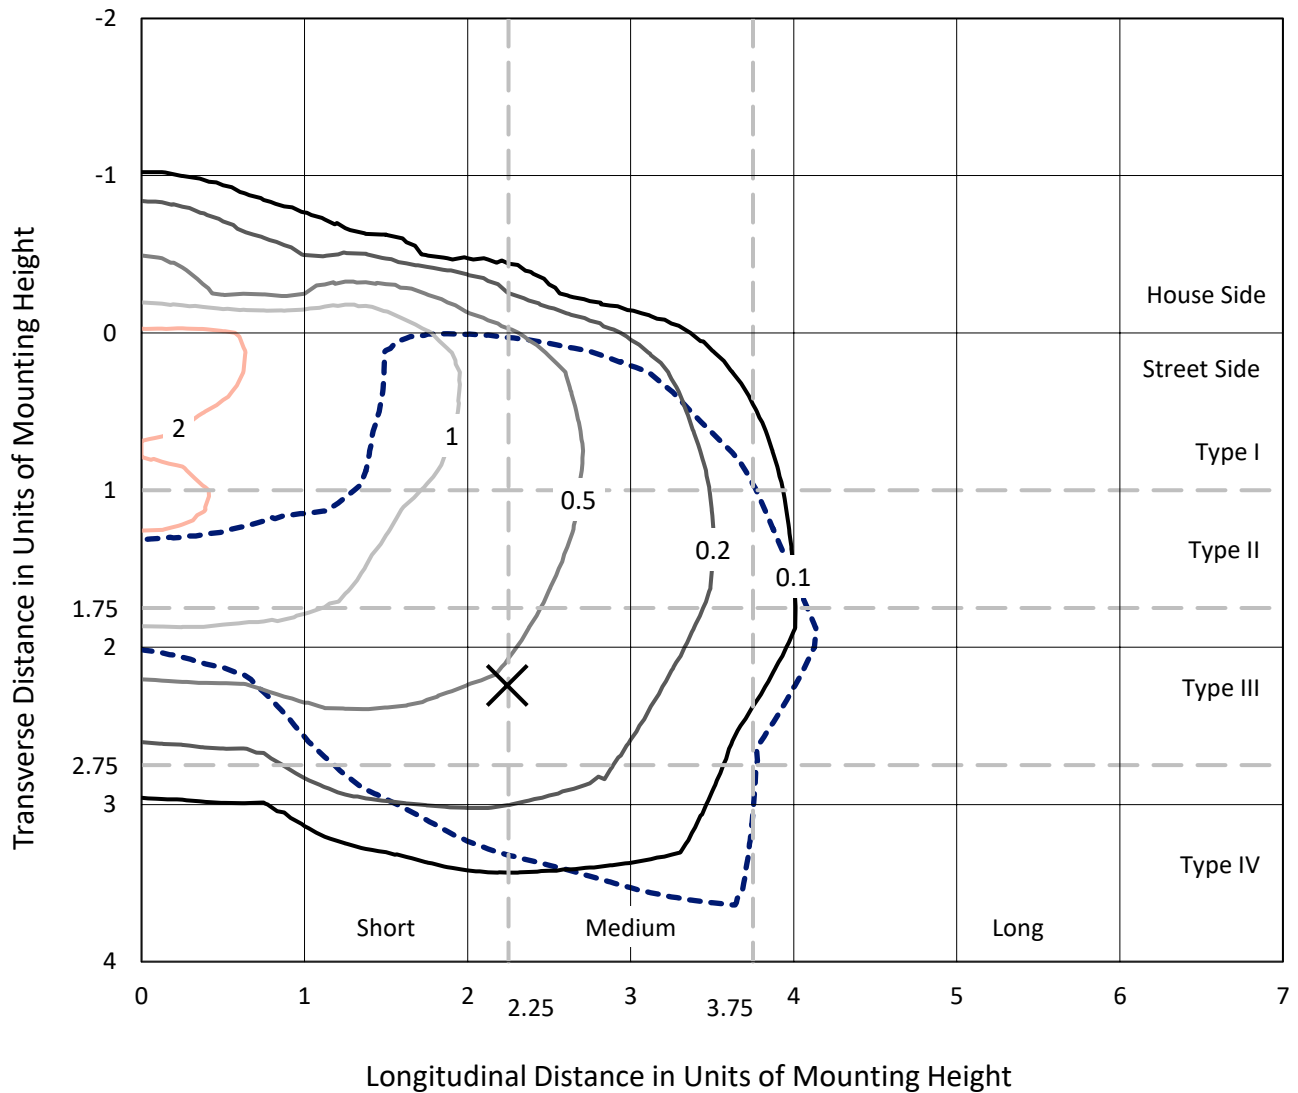 -2
-1
0
1
1.75
2
2.75
3
4
Transverse Distance in Units of Mounting Height
House Side
Street Side
Type I
Type II
Type III
Type IV
2
1
0.5
0.2
0.1
Short
Medium
Long
0
1
2
2.25
3
3.75
4
5
6
7
Longitudinal Distance in Units of Mounting Height